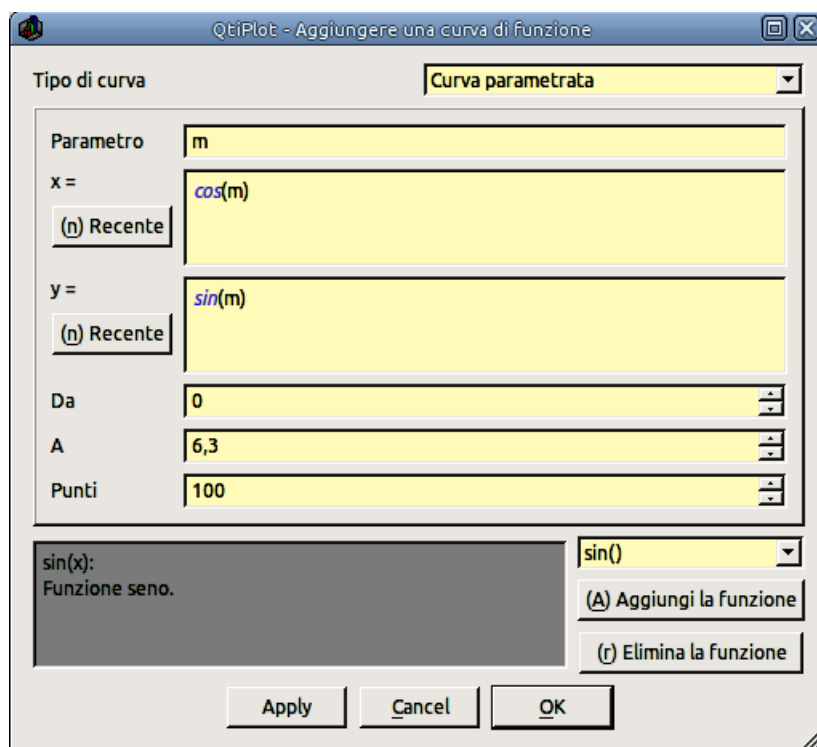 QtiPlot - Aggiungere una curva di funzione
Tipo di curva
Curva parametrata
Parametro
m
x =
cos(m)
(n) Recente
y =
sin(m)
(n) Recente
Da
0
A
6,3
Punti
100
sin(x):
Funzione seno.
sin()
(A) Aggiungi la funzione
(r) Elimina la funzione
Apply
Cancel
OK